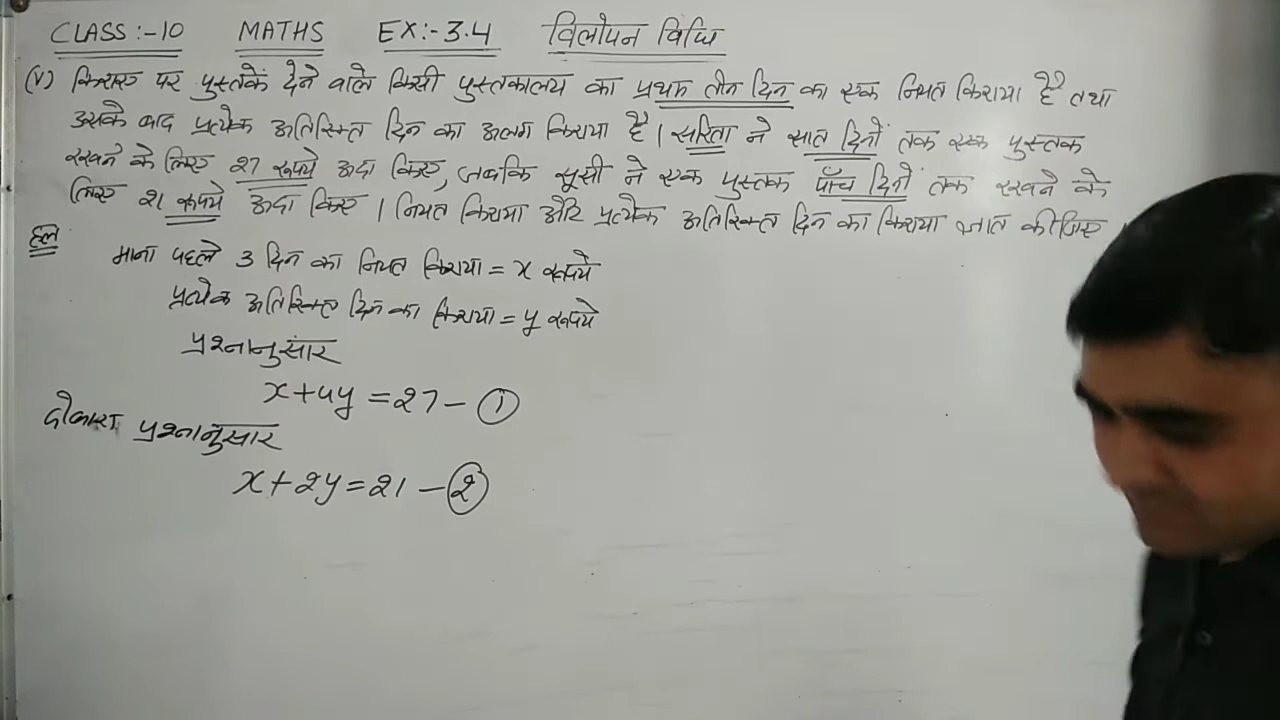 CLASS:-10 MATHS EX:-3.4 विलोपन विधि
(V) किराए पर पुस्तकें देने वाले किसी पुस्तकालय का प्रथम तीन दिन का एक नियत किराया है तथा
उसके बाद प्रत्येक अतिरिक्त दिन का अलग किराया है। सरिता ने सात दिनों तक एक पुस्तक
रखने के लिए 27 रूपये अदा किए, जबकि सूसी ने एक पुस्तक पाँच दिनों तक रखने के
लिए 21 रूपये अदा किए। नियत किराया और प्रत्येक अतिरिक्त दिन का किराया ज्ञात कीजिए।
हल
माना पहले 3 दिन का नियत किराया = x रूपये
प्रत्येक अतिरिक्त दिन का किराया = y रूपये
प्रश्नानुसार
x+4y = 27 - ①
दोबारा प्रश्नानुसार
x+2y = 21 - ②